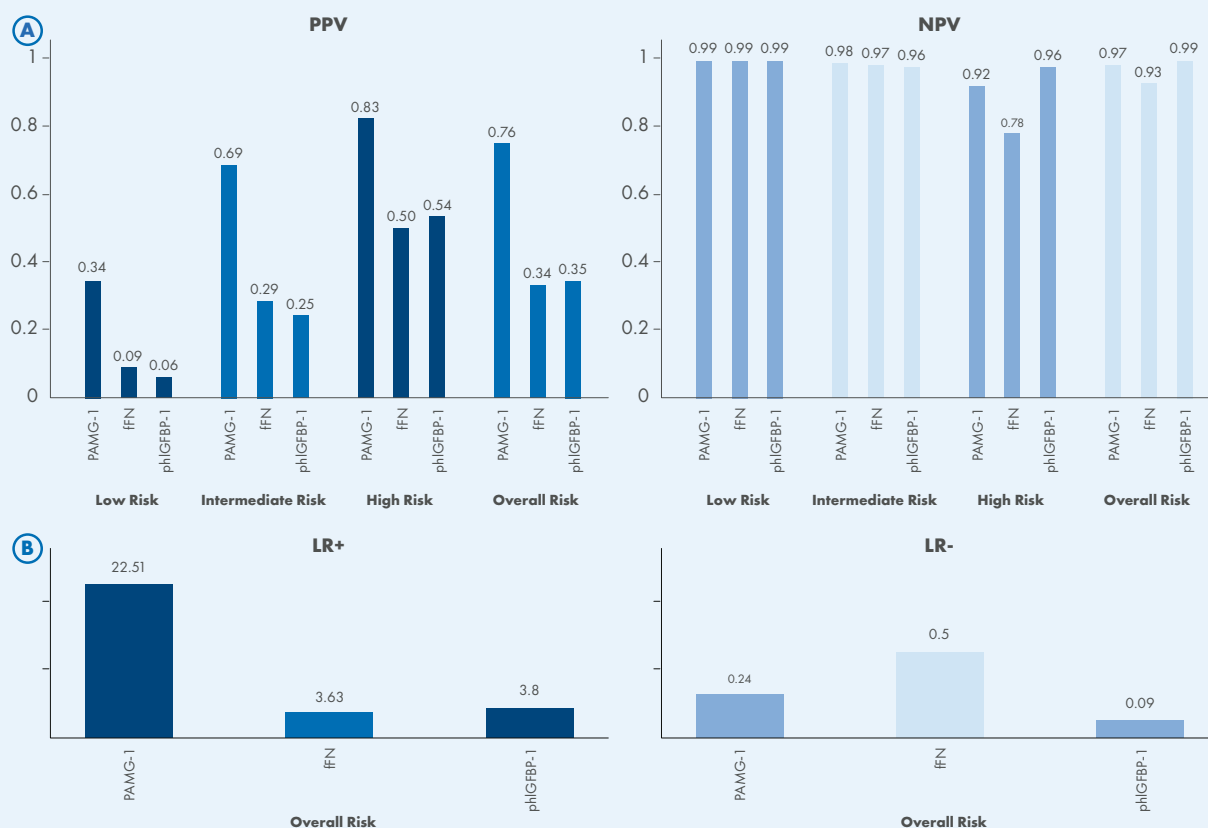 A
PPV
1
0.8
0.6
0.4
0.2
0
0.34
0.09
0.06
0.69
0.29
0.25
0.83
0.50
0.54
0.76
0.34
0.35
PAMG-1
fFN
phIGFBP-1
PAMG-1
fFN
phIGFBP-1
PAMG-1
fFN
phIGFBP-1
PAMG-1
fFN
phIGFBP-1
Low Risk
Intermediate Risk
High Risk
Overall Risk
NPV
1
0.8
0.6
0.4
0.2
0
0.99
0.99
0.99
0.98
0.97
0.96
0.92
0.78
0.96
0.97
0.93
0.99
PAMG-1
fFN
phIGFBP-1
PAMG-1
fFN
phIGFBP-1
PAMG-1
fFN
phIGFBP-1
PAMG-1
fFN
phIGFBP-1
Low Risk
Intermediate Risk
High Risk
Overall Risk
B
LR+
22.51
3.63
3.8
PAMG-1
fFN
phIGFBP-1
Overall Risk
LR-
0.24
0.5
0.09
PAMG-1
fFN
phIGFBP-1
Overall Risk